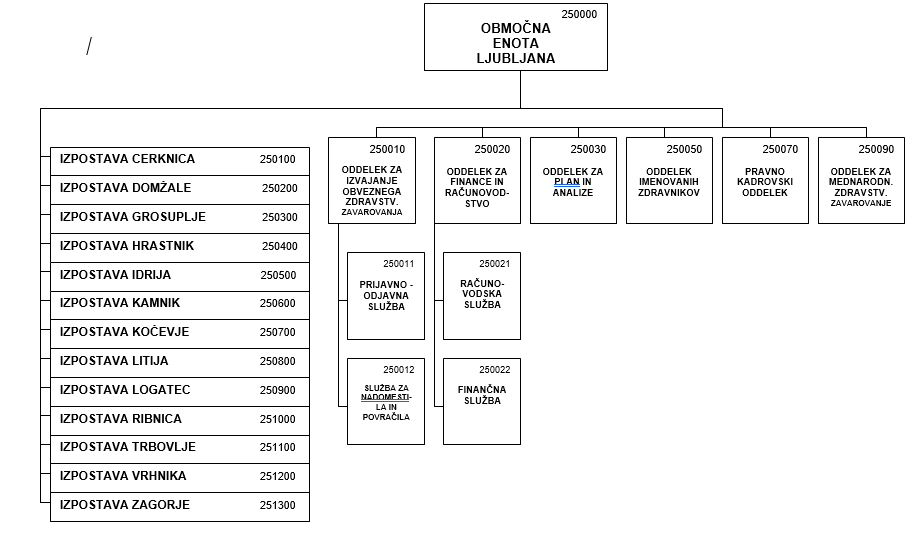 /
250000
OBMOČNA
ENOTA
LJUBLJANA
IZPOSTAVA CERKNICA 250100
IZPOSTAVA DOMŽALE 250200
IZPOSTAVA GROSUPLJE 250300
IZPOSTAVA HRASTNIK 250400
IZPOSTAVA IDRIJA 250500
IZPOSTAVA KAMNIK 250600
IZPOSTAVA KOČEVJE 250700
IZPOSTAVA LITIJA 250800
IZPOSTAVA LOGATEC 250900
IZPOSTAVA RIBNICA 251000
IZPOSTAVA TRBOVLJE 251100
IZPOSTAVA VRHNIKA 251200
IZPOSTAVA ZAGORJE 251300
250010
ODDELEK ZA
IZVAJANJE
OBVEZNEGA
ZDRAVSTV.
ZAVAROVANJA
250011
PRIJAVNO -
ODJAVNA
SLUŽBA
250012
SLUŽBA ZA
NADOMESTI-
LA IN
POVRAČILA
250020
ODDELEK ZA
FINANCE IN
RAČUNOVOD-
STVO
250021
RAČUNO-
VODSKA
SLUŽBA
250022
FINANČNA
SLUŽBA
250030
ODDELEK ZA
PLAN IN
ANALIZE
250050
ODDELEK
IMENOVANIH
ZDRAVNIKOV
250070
PRAVNO
KADROVSKI
ODDELEK
250090
ODDELEK ZA
MEDNARODN.
ZDRAVSTV.
ZAVAROVANJE